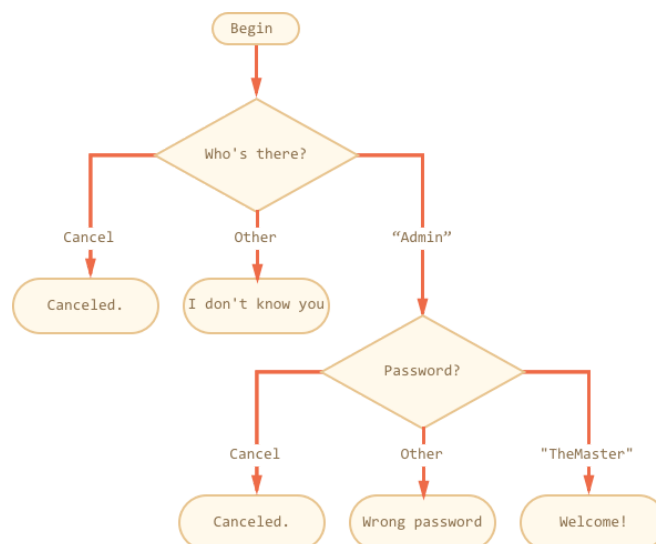 Begin
Who's there?
Cancel
Other
“Admin”
Canceled.
I don't know you
Password?
Cancel
Other
"TheMaster"
Canceled.
Wrong password
Welcome!